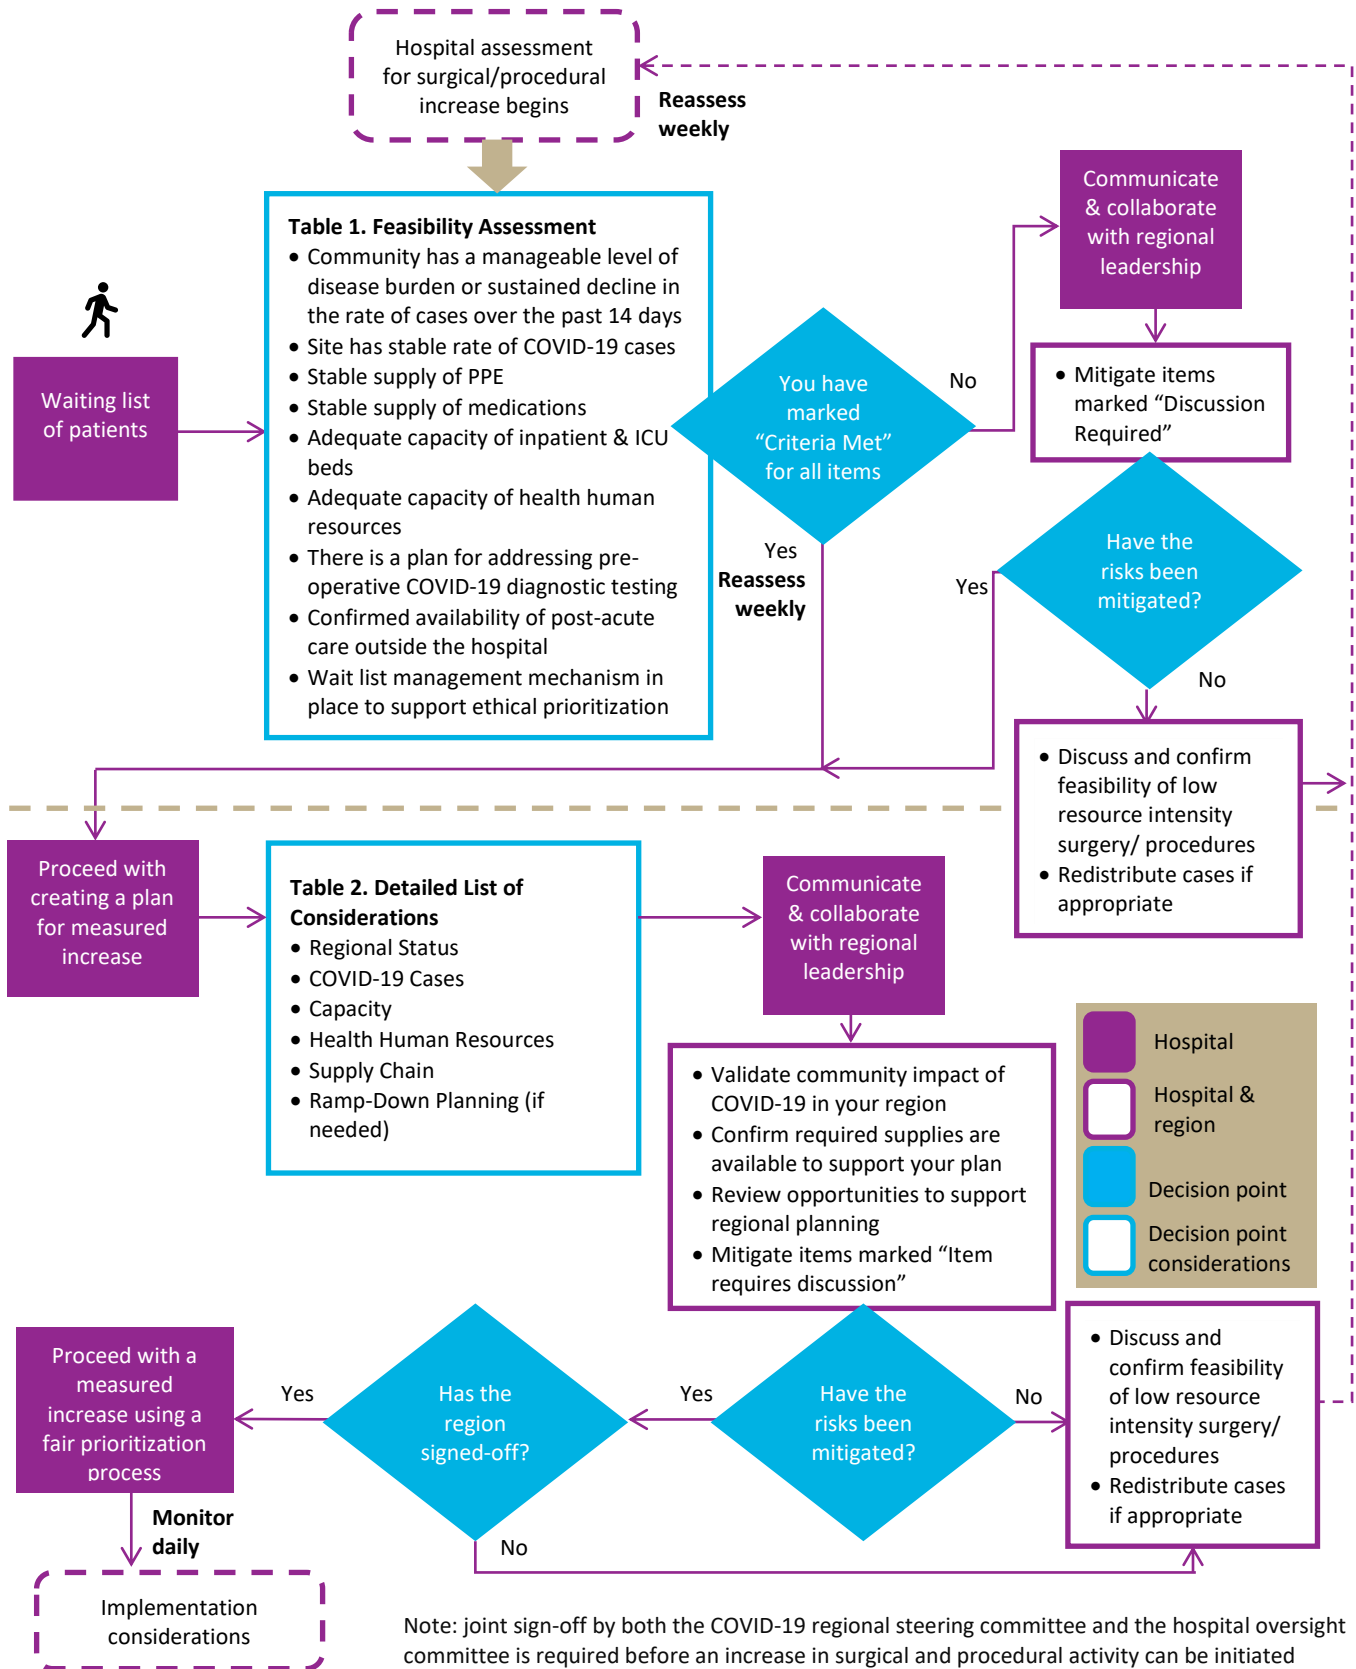 Hospital assessment
for surgical/procedural
increase begins
Reassess
weekly
Waiting list
of patients
Table 1. Feasibility Assessment
• Community has a manageable level of
disease burden or sustained decline in
the rate of cases over the past 14 days
• Site has stable rate of COVID-19 cases
• Stable supply of PPE
• Stable supply of medications
• Adequate capacity of inpatient & ICU
beds
• Adequate capacity of health human
resources
• There is a plan for addressing pre-
operative COVID-19 diagnostic testing
• Confirmed availability of post-acute
care outside the hospital
• Wait list management mechanism in
place to support ethical prioritization
You have
marked
“Criteria Met”
for all items
No
Yes
Reassess
weekly
Communicate
& collaborate
with regional
leadership
• Mitigate items
marked “Discussion
Required”
Have the
risks been
mitigated?
Yes
No
• Discuss and confirm
feasibility of low
resource intensity
surgery/ procedures
• Redistribute cases if
appropriate
Proceed with
creating a plan
for measured
increase
Table 2. Detailed List of
Considerations
• Regional Status
• COVID-19 Cases
• Capacity
• Health Human Resources
• Supply Chain
• Ramp-Down Planning (if
needed)
Communicate
& collaborate
with regional
leadership
• Validate community impact of
COVID-19 in your region
• Confirm required supplies are
available to support your plan
• Review opportunities to support
regional planning
• Mitigate items marked “Item
requires discussion”
Hospital
Hospital &
region
Decision point
Decision point
considerations
Have the
risks been
mitigated?
No
Yes
• Discuss and
confirm feasibility
of low resource
intensity surgery/
procedures
• Redistribute cases
if appropriate
Has the
region
signed-off?
Yes
No
Proceed with a
measured
increase using a
fair prioritization
process
Monitor
daily
Implementation
considerations
Note: joint sign-off by both the COVID-19 regional steering committee and the hospital oversight
committee is required before an increase in surgical and procedural activity can be initiated